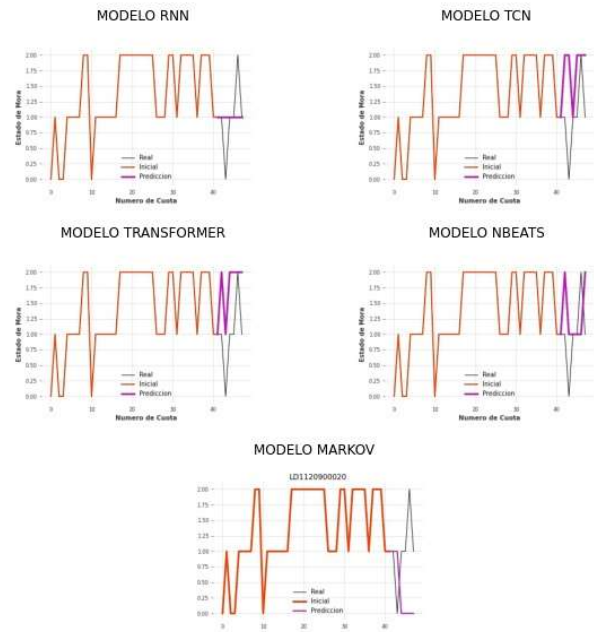 MODELO RNN
MODELO TCN
2.00
1.75
1.50
1.25
1.00
0.75
0.50
0.25
0.00
Estado de Mora
Real
Inicial
Prediccion
0 10 20 30 40
Numero de Cuota
2.00
1.75
1.50
1.25
1.00
0.75
0.50
0.25
0.00
Estado de Mora
Real
Inicial
Prediccion
0 10 20 30 40
Numero de Cuota
MODELO TRANSFORMER
MODELO NBEATS
2.00
1.75
1.50
1.25
1.00
0.75
0.50
0.25
0.00
Estado de Mora
Real
Inicial
Prediccion
0 10 20 30 40
Numero de Cuota
2.00
1.75
1.50
1.25
1.00
0.75
0.50
0.25
0.00
Estado de Mora
Real
Inicial
Prediccion
0 10 20 30 40
Numero de Cuota
MODELO MARKOV
LD1120900020
2.00
1.75
1.50
1.25
1.00
0.75
0.50
0.25
0.00
Real
Inicial
Prediccion
0 10 20 30 40